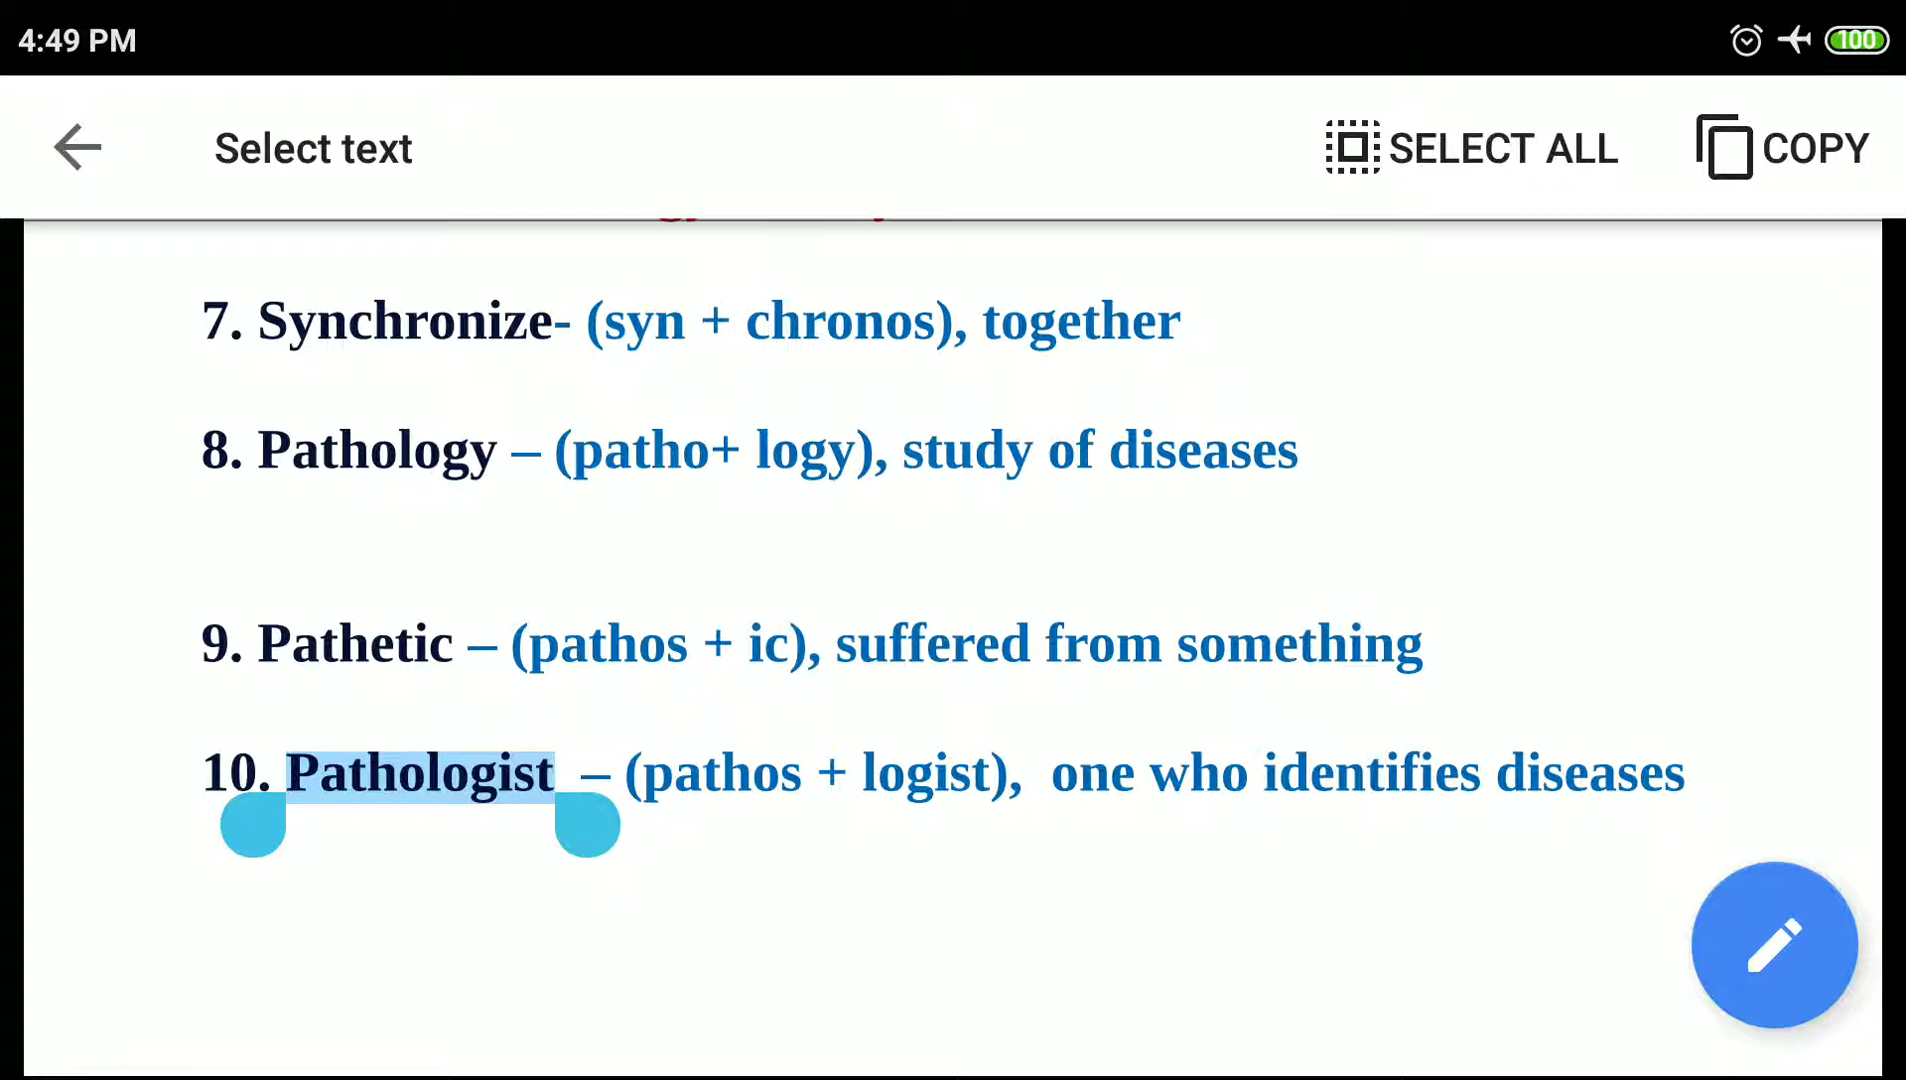 4:49 PM
100
Select text
SELECT ALL
COPY
7. Synchronize- (syn + chronos), together
8. Pathology – (patho+ logy), study of diseases
9. Pathetic – (pathos + ic), suffered from something
10. Pathologist – (pathos + logist), one who identifies diseases